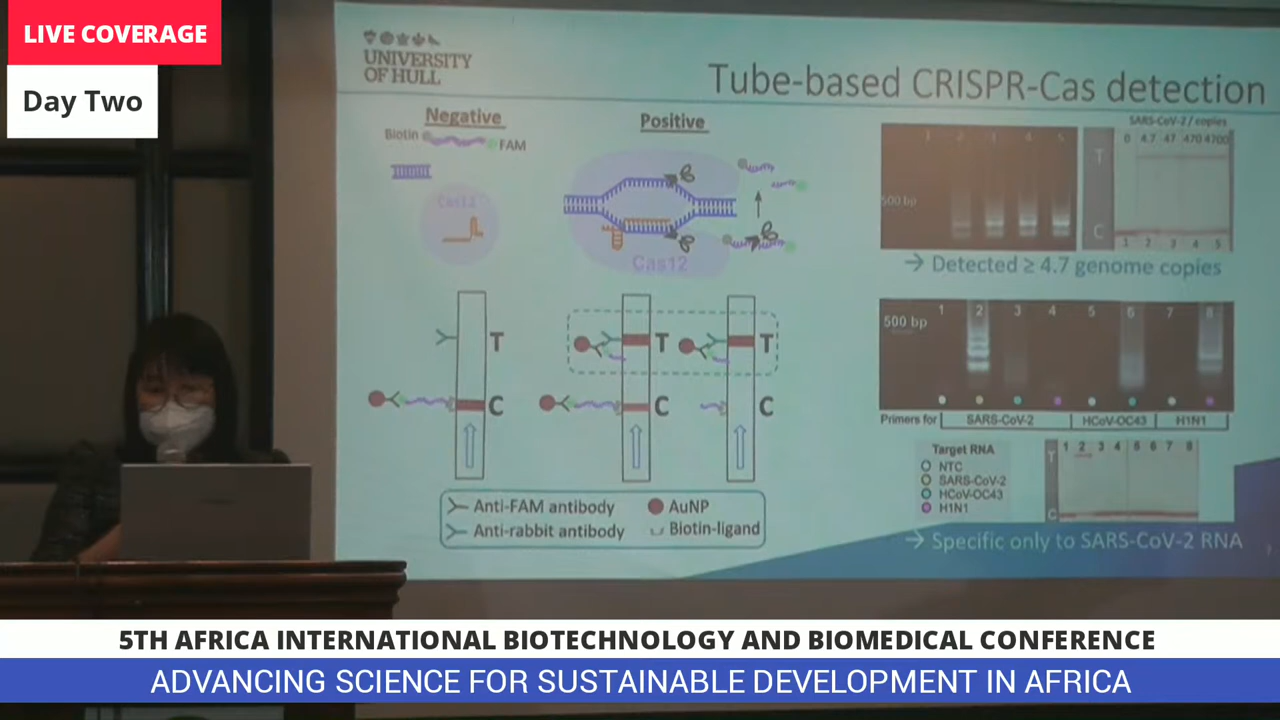 LIVE COVERAGE
Day Two
UNIVERSITY
OF HULL
Tube-based CRISPR-Cas detection
Negative
Biotin
FAM
Positive
Cas12
T
C
T
C
T
C
Anti-FAM antibody
AuNP
Anti-rabbit antibody
Biotin-ligand
SARS-CoV-2 / copies
0 4.7 47 470 4700
1 2 3 4 5
500 bp
T
C
1 2 3 4 5
→ Detected ≥ 4.7 genome copies
1 2 3 4 5 6 7 8
500 bp
Primers for
SARS-CoV-2
HCoV-OC43
H1N1
Target RNA
NTC
SARS-CoV-2
HCoV-OC43
H1N1
1 2 3 4 5 6 7 8
T
C
→ Specific only to SARS-CoV-2 RNA
5TH AFRICA INTERNATIONAL BIOTECHNOLOGY AND BIOMEDICAL CONFERENCE
ADVANCING SCIENCE FOR SUSTAINABLE DEVELOPMENT IN AFRICA